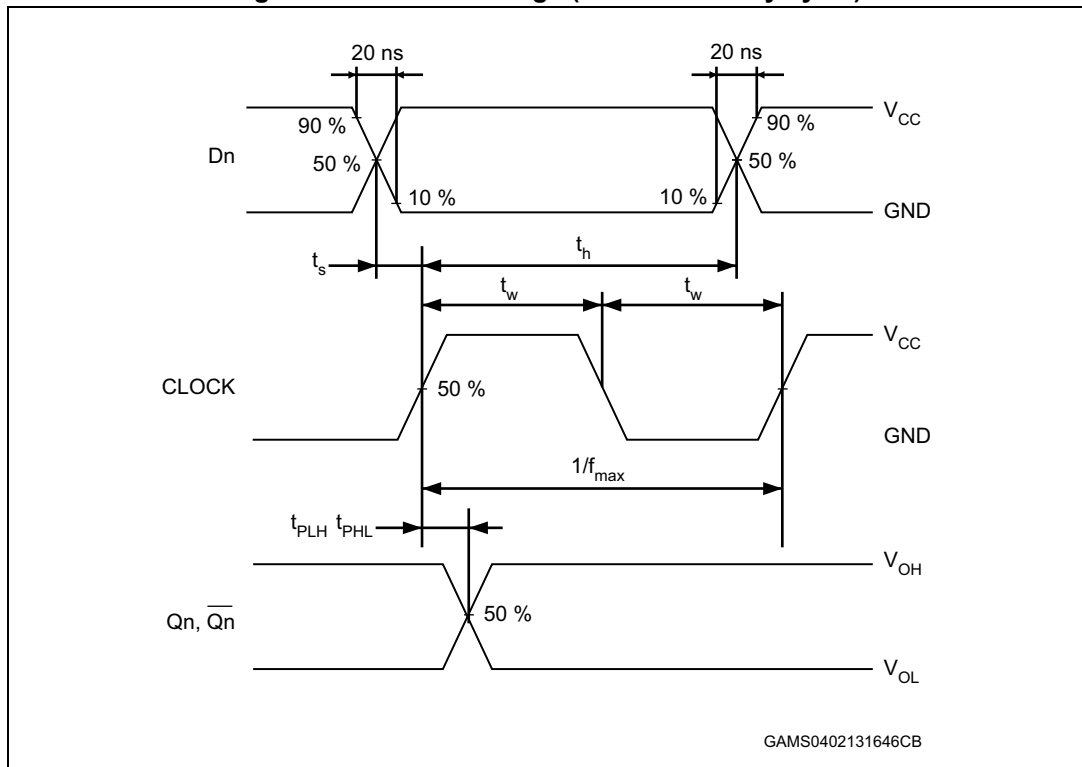 20 ns
20 ns
V_CC
90 %
90 %
Dn
50 %
50 %
10 %
10 %
GND
t_s
t_h
t_w
t_w
V_CC
CLOCK
50 %
GND
1/f_max
t_PLH t_PHL
V_OH
Qn, Q̅n̅
50 %
V_OL
GAMS0402131646CB